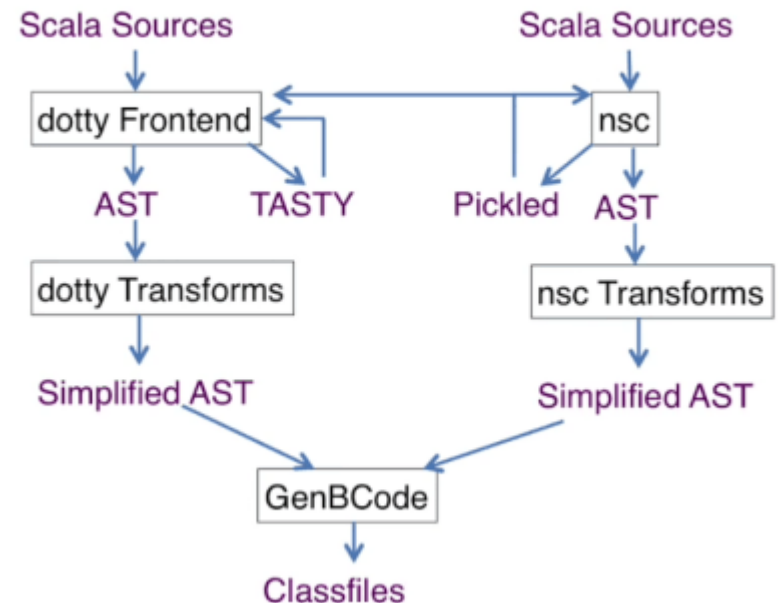 Scala Sources
Scala Sources
dotty Frontend
nsc
AST
TASTY
Pickled
AST
dotty Transforms
nsc Transforms
Simplified AST
Simplified AST
GenBCode
Classfiles